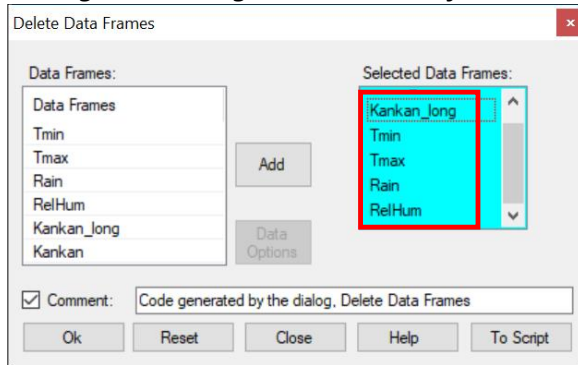 Delete Data Frames
Data Frames:
Data Frames
Tmin
Tmax
Rain
RelHum
Kankan_long
Kankan
Add
Data
Options
Selected Data Frames:
Kankan_long
Tmin
Tmax
Rain
RelHum
Comment:
Code generated by the dialog, Delete Data Frames
Ok
Reset
Close
Help
To Script